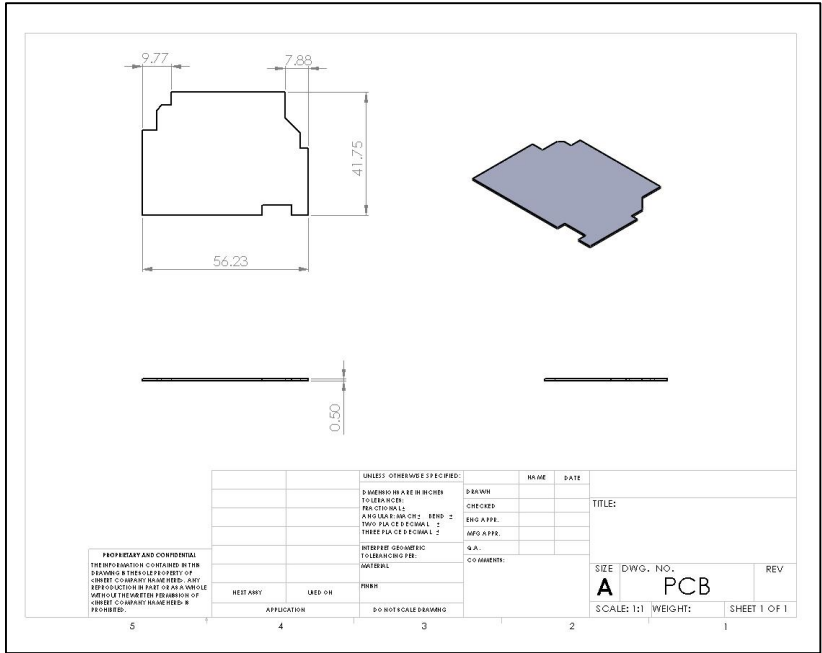 9.77
7.88
41.75
56.23
0.50
UNLESS OTHERWISE SPECIFIED:
DIMENSIONS ARE IN INCHES
TOLERANCES:
FRACTIONAL±
ANGULAR: MACH± BEND ±
TWO PLACE DECIMAL ±
THREE PLACE DECIMAL ±
INTERPRET GEOMETRIC
TOLERANCING PER:
MATERIAL
FINISH
DO NOT SCALE DRAWING
NAME DATE
DRAWN
CHECKED
ENG APPR.
MFG APPR.
Q.A.
COMMENTS:
TITLE:
SIZE DWG. NO. REV
A PCB
SCALE: 1:1 WEIGHT: SHEET 1 OF 1
PROPRIETARY AND CONFIDENTIAL
THE INFORMATION CONTAINED IN THIS
DRAWING IS THE SOLE PROPERTY OF
<INSERT COMPANY NAME HERE>. ANY
REPRODUCTION IN PART OR AS A WHOLE
WITHOUT THE WRITTEN PERMISSION OF
<INSERT COMPANY NAME HERE> IS
PROHIBITED.
NEXT ASSY USED ON
APPLICATION
5 4 3 2 1